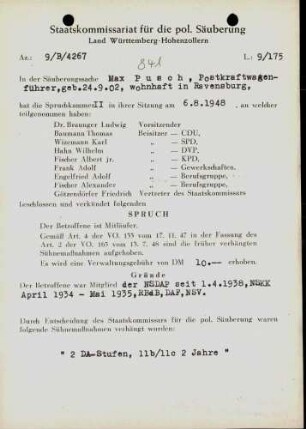 Staatskommissariat für die pol. Säuberung
Land Württemberg-Hohenzollern
Az.: 9/B/4267
L.: 9/175
841
In der Säuberungssache Max Pusch, Postkraftwagen-
führer, geb. 24.9.02, wohnhaft in Ravensburg,
hat die Spruchkammer II in ihrer Sitzung am 6.8.1948, an welcher
teilgenommen haben:
Dr. Braunger Ludwig Vorsitzender
Baumann Thomas Beisitzer — CDU,
Witzmann Karl „ — SPD,
Hahn Wilhelm „ — DVP,
Fischer Albert jr. „ — KPD,
Frank Adolf „ — Gewerkschaften,
Engelfried Adolf „ — Berufsgruppe,
Fischer Alexander „ — Berufsgruppe,
Götzendörfer Friedrich Vertreter des Staatskommissars
beschlossen und verkündet folgenden
SPRUCH
Der Betroffene ist Mitläufer.
Gemäß Art. 4 der VO. 133 vom 17. 11. 47 in der Fassung des
Art. 2 der VO. 165 vom 13. 7. 48 sind die früher verhängten
Sühnemaßnahmen aufgehoben.
Es wird eine Verwaltungsgebühr von DM 10.-- erhoben.
Gründe
Der Betroffene war Mitglied der NSDAP seit 1.4.1938, NSKK
April 1934 - Mai 1935, RBdB, DAF, NSV.
Durch Entscheidung des Staatskommissars für die pol. Säuberung waren
folgende Sühnemaßnahmen verhängt worden:
" 2 DA-Stufen, 11b/11c 2 Jahre "